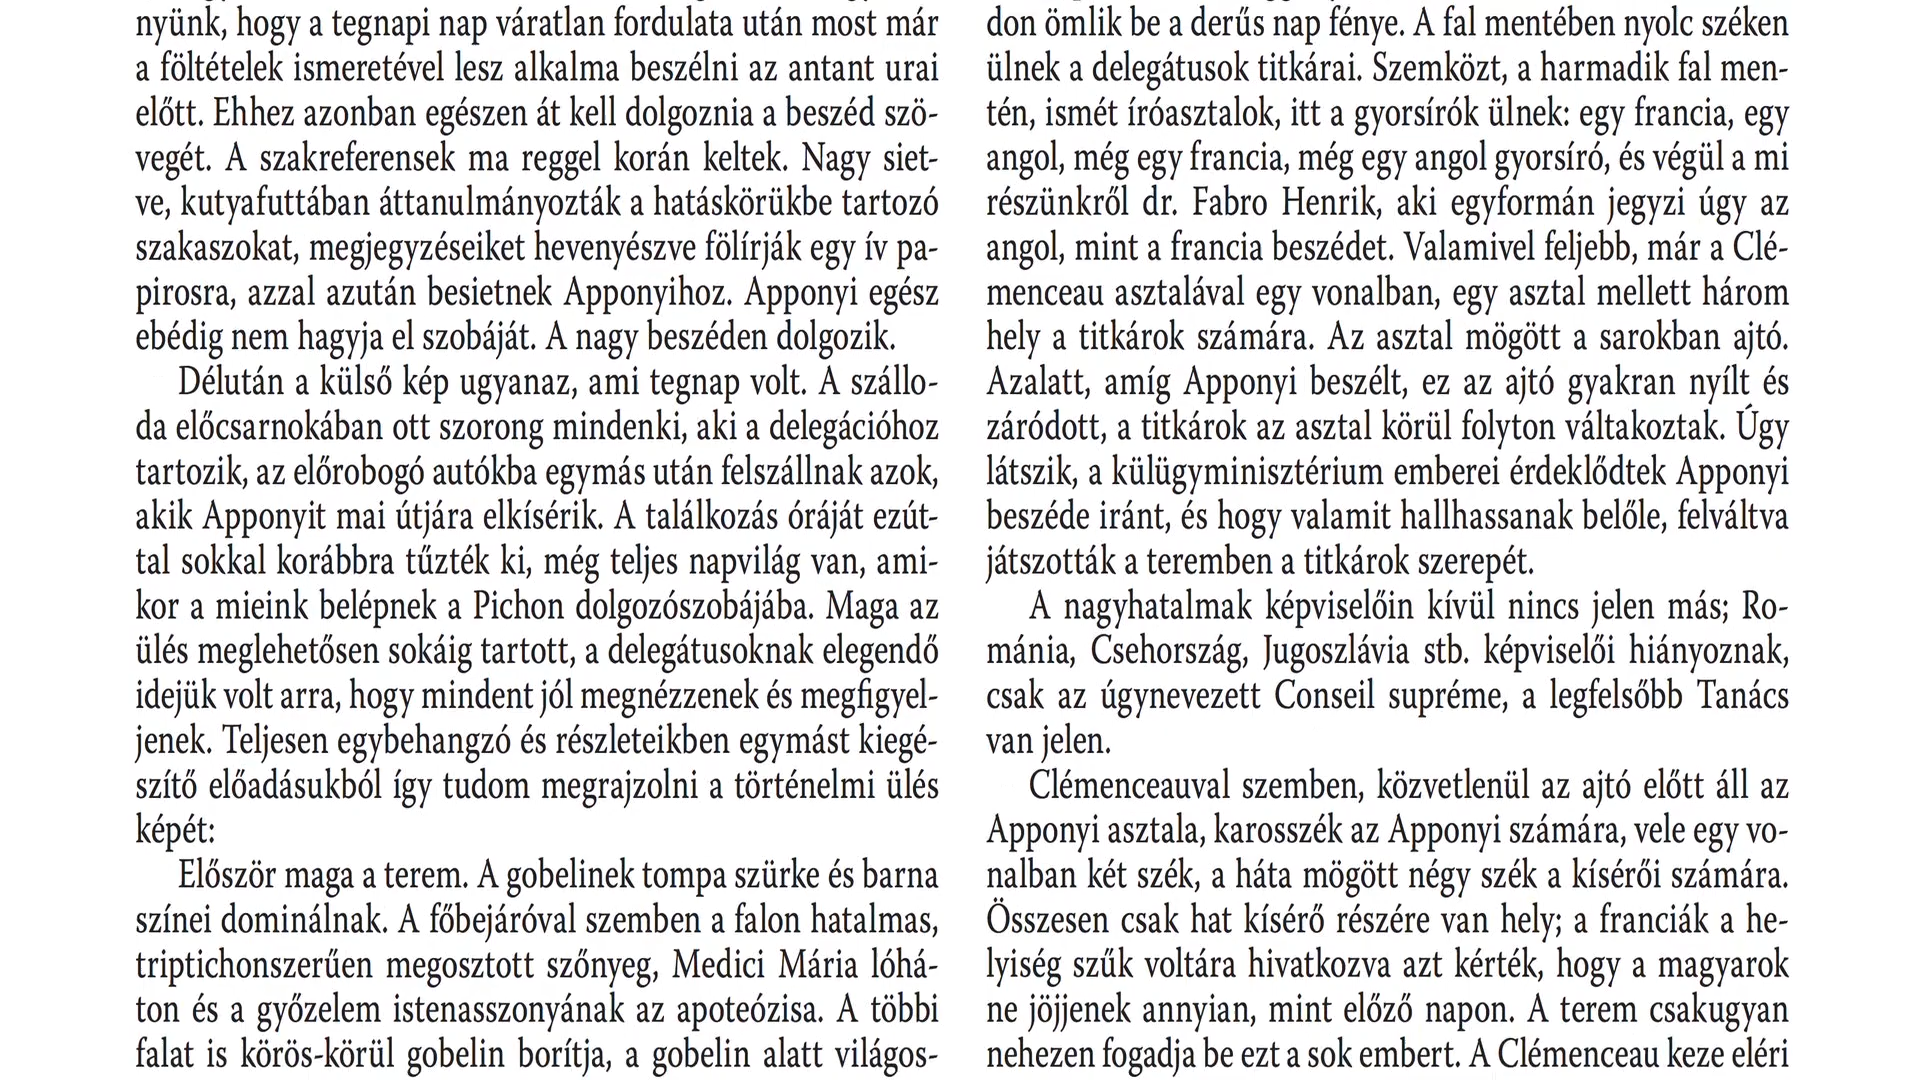 nyünk, hogy a tegnapi nap váratlan fordulata után most már
a föltételek ismeretével lesz alkalma beszélni az antant urai
előtt. Ehhez azonban egészen át kell dolgoznia a beszéd szö-
vegét. A szakreferensek ma reggel korán keltek. Nagy siet-
ve, kutyafuttában áttanulmányozták a hatáskörükbe tartozó
szakaszokat, megjegyzéseiket hevenyészve fölírják egy ív pa-
pirosra, azzal azután besietnek Apponyihoz. Apponyi egész
ebédig nem hagyja el szobáját. A nagy beszéden dolgozik.
Délután a külső kép ugyanaz, ami tegnap volt. A szállo-
da előcsarnokában ott szorong mindenki, aki a delegációhoz
tartozik, az előrobogó autókba egymás után felszállnak azok,
akik Apponyit mai útjára elkísérik. A találkozás óráját ezút-
tal sokkal korábbra tűzték ki, még teljes napvilág van, ami-
kor a mieink belépnek a Pichon dolgozószobájába. Maga az
ülés meglehetősen sokáig tartott, a delegátusoknak elegendő
idejük volt arra, hogy mindent jól megnézzenek és megfigyel-
jenek. Teljesen egybehangzó és részleteikben egymást kiegé-
szítő előadásukból így tudom megrajzolni a történelmi ülés
képét:
Először maga a terem. A gobelinek tompa szürke és barna
színei dominálnak. A főbejáróval szemben a falon hatalmas,
triptichonszerűen megosztott szőnyeg, Medici Mária lóhá-
ton és a győzelem istenasszonyának az apoteózisa. A többi
falat is körös-körül gobelin borítja, a gobelin alatt világos-
don ömlik be a derűs nap fénye. A fal mentében nyolc széken
ülnek a delegátusok titkárai. Szemközt, a harmadik fal men-
tén, ismét íróasztalok, itt a gyorsírók ülnek: egy francia, egy
angol, még egy francia, még egy angol gyorsíró, és végül a mi
részünkről dr. Fabro Henrik, aki egyformán jegyzi úgy az
angol, mint a francia beszédet. Valamivel feljebb, már a Clé-
menceau asztalával egy vonalban, egy asztal mellett három
hely a titkárok számára. Az asztal mögött a sarokban ajtó.
Azalatt, amíg Apponyi beszélt, ez az ajtó gyakran nyílt és
záródott, a titkárok az asztal körül folyton váltakoztak. Úgy
látszik, a külügyminisztérium emberei érdeklődtek Apponyi
beszéde iránt, és hogy valamit hallhassanak belőle, felváltva
játszották a teremben a titkárok szerepét.
A nagyhatalmak képviselőin kívül nincs jelen más; Ro-
mánia, Csehország, Jugoszlávia stb. képviselői hiányoznak,
csak az úgynevezett Conseil supréme, a legfelsőbb Tanács
van jelen.
Clémenceauval szemben, közvetlenül az ajtó előtt áll az
Apponyi asztala, karosszék az Apponyi számára, vele egy vo-
nalban két szék, a háta mögött négy szék a kísérői számára.
Összesen csak hat kísérő részére van hely; a franciák a he-
lyiség szűk voltára hivatkozva azt kérték, hogy a magyarok
ne jöjjenek annyian, mint előző napon. A terem csakugyan
nehezen fogadja be ezt a sok embert. A Clémenceau keze eléri